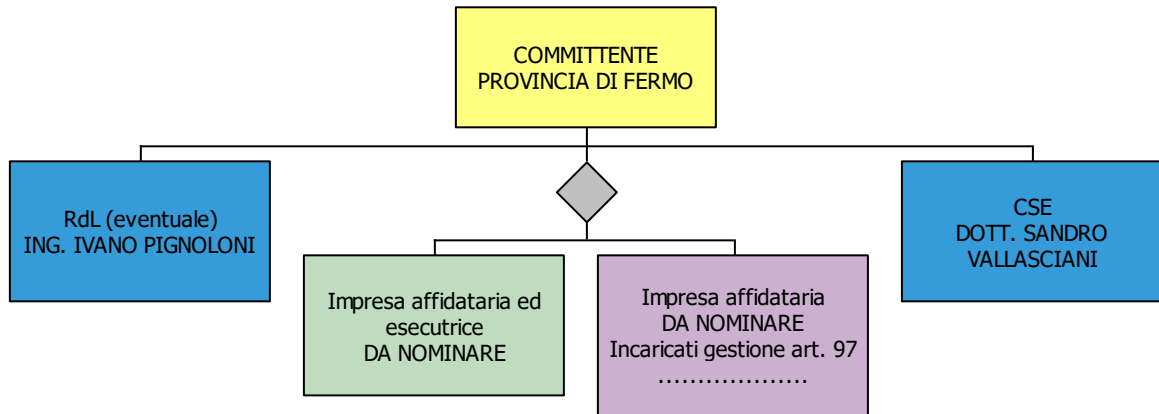 COMMITTENTE
PROVINCIA DI FERMO
RdL (eventuale)
ING. IVANO PIGNOLONI
CSE
DOTT. SANDRO
VALLASCIANI
Impresa affidataria ed
esecutrice
DA NOMINARE
Impresa affidataria
DA NOMINARE
Incaricati gestione art. 97
...................